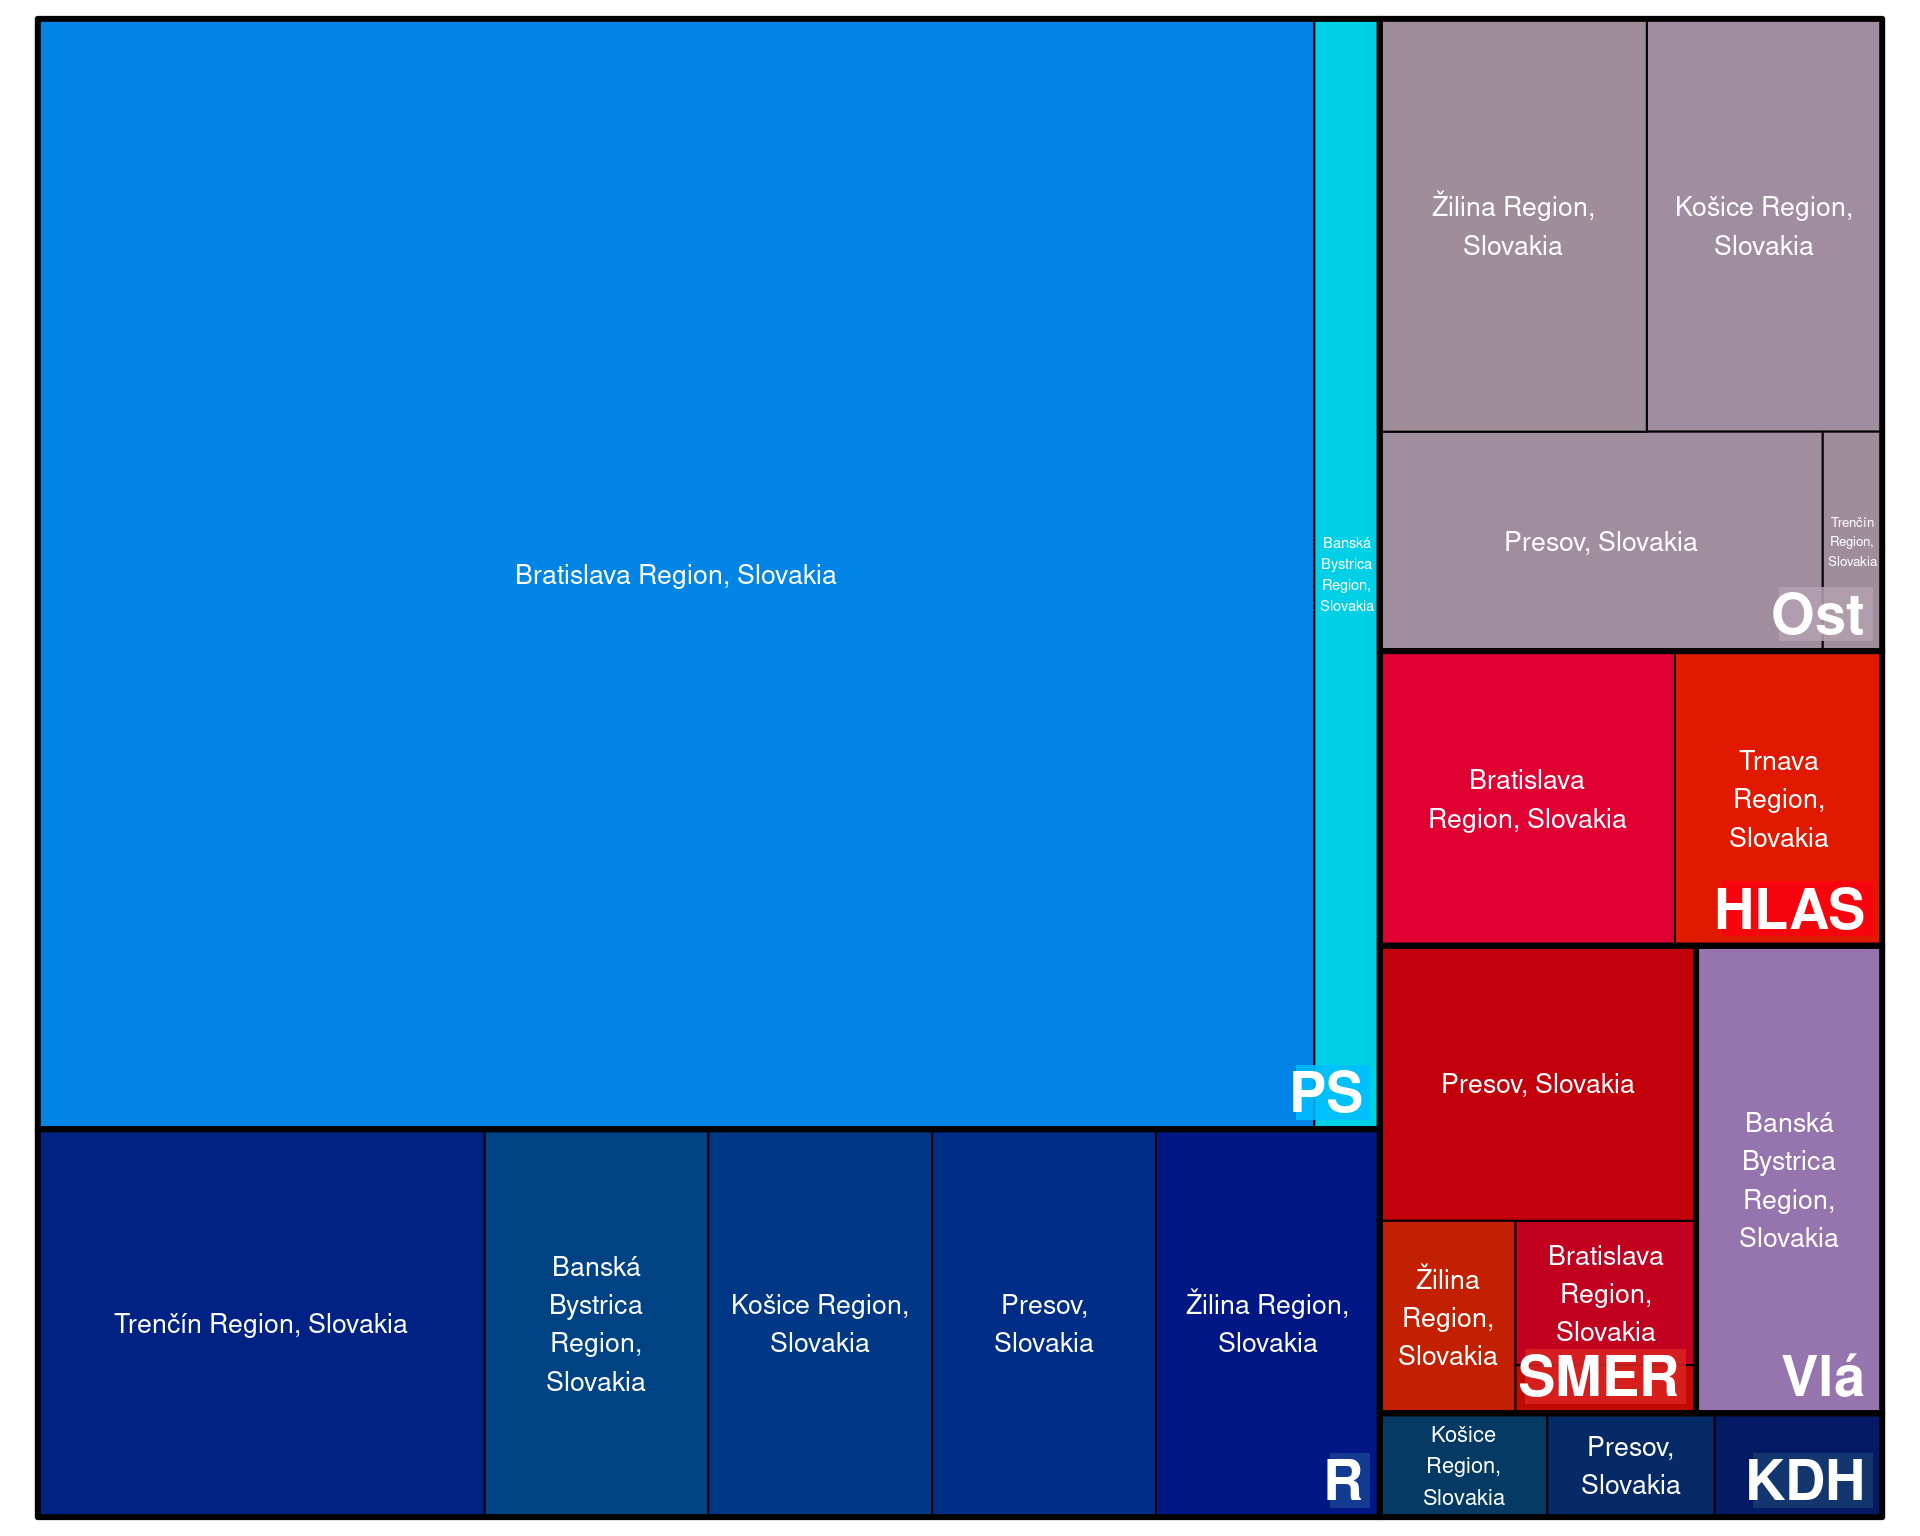 Bratislava Region, Slovakia
Banská
Bystrica
Region,
Slovakia
PS
Trenčín Region, Slovakia
Banská
Bystrica
Region,
Slovakia
Košice Region,
Slovakia
Presov,
Slovakia
Žilina Region,
Slovakia
R
Žilina Region,
Slovakia
Košice Region,
Slovakia
Presov, Slovakia
Trenčín
Region,
Slovakia
Ost
Bratislava
Region, Slovakia
Trnava
Region,
Slovakia
HLAS
Presov, Slovakia
Žilina
Region,
Slovakia
Bratislava
Region,
Slovakia
SMER
Banská
Bystrica
Region,
Slovakia
Vlá
Košice
Region,
Slovakia
Presov,
Slovakia
KDH